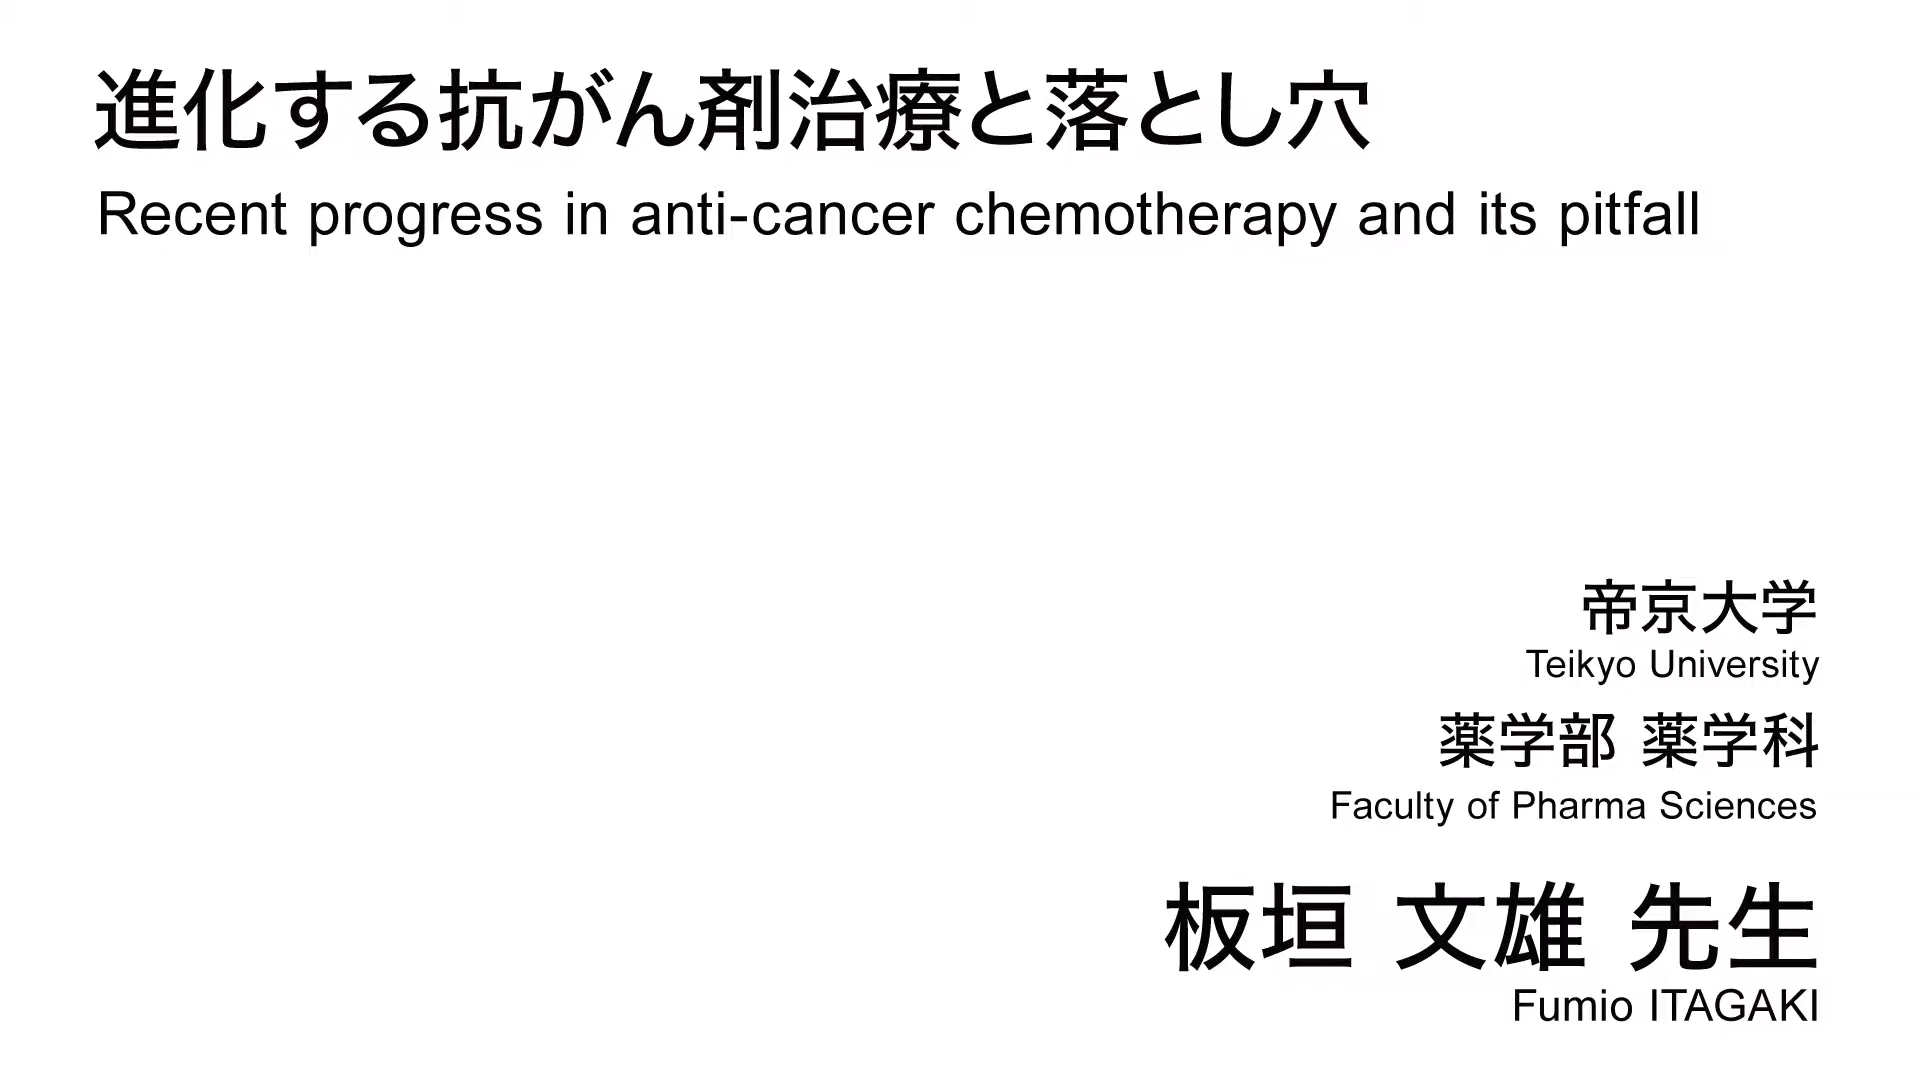 進化する抗がん剤治療と落とし穴
Recent progress in anti-cancer chemotherapy and its pitfall
帝京大学
Teikyo University
薬学部 薬学科
Faculty of Pharma Sciences
板垣 文雄 先生
Fumio ITAGAKI